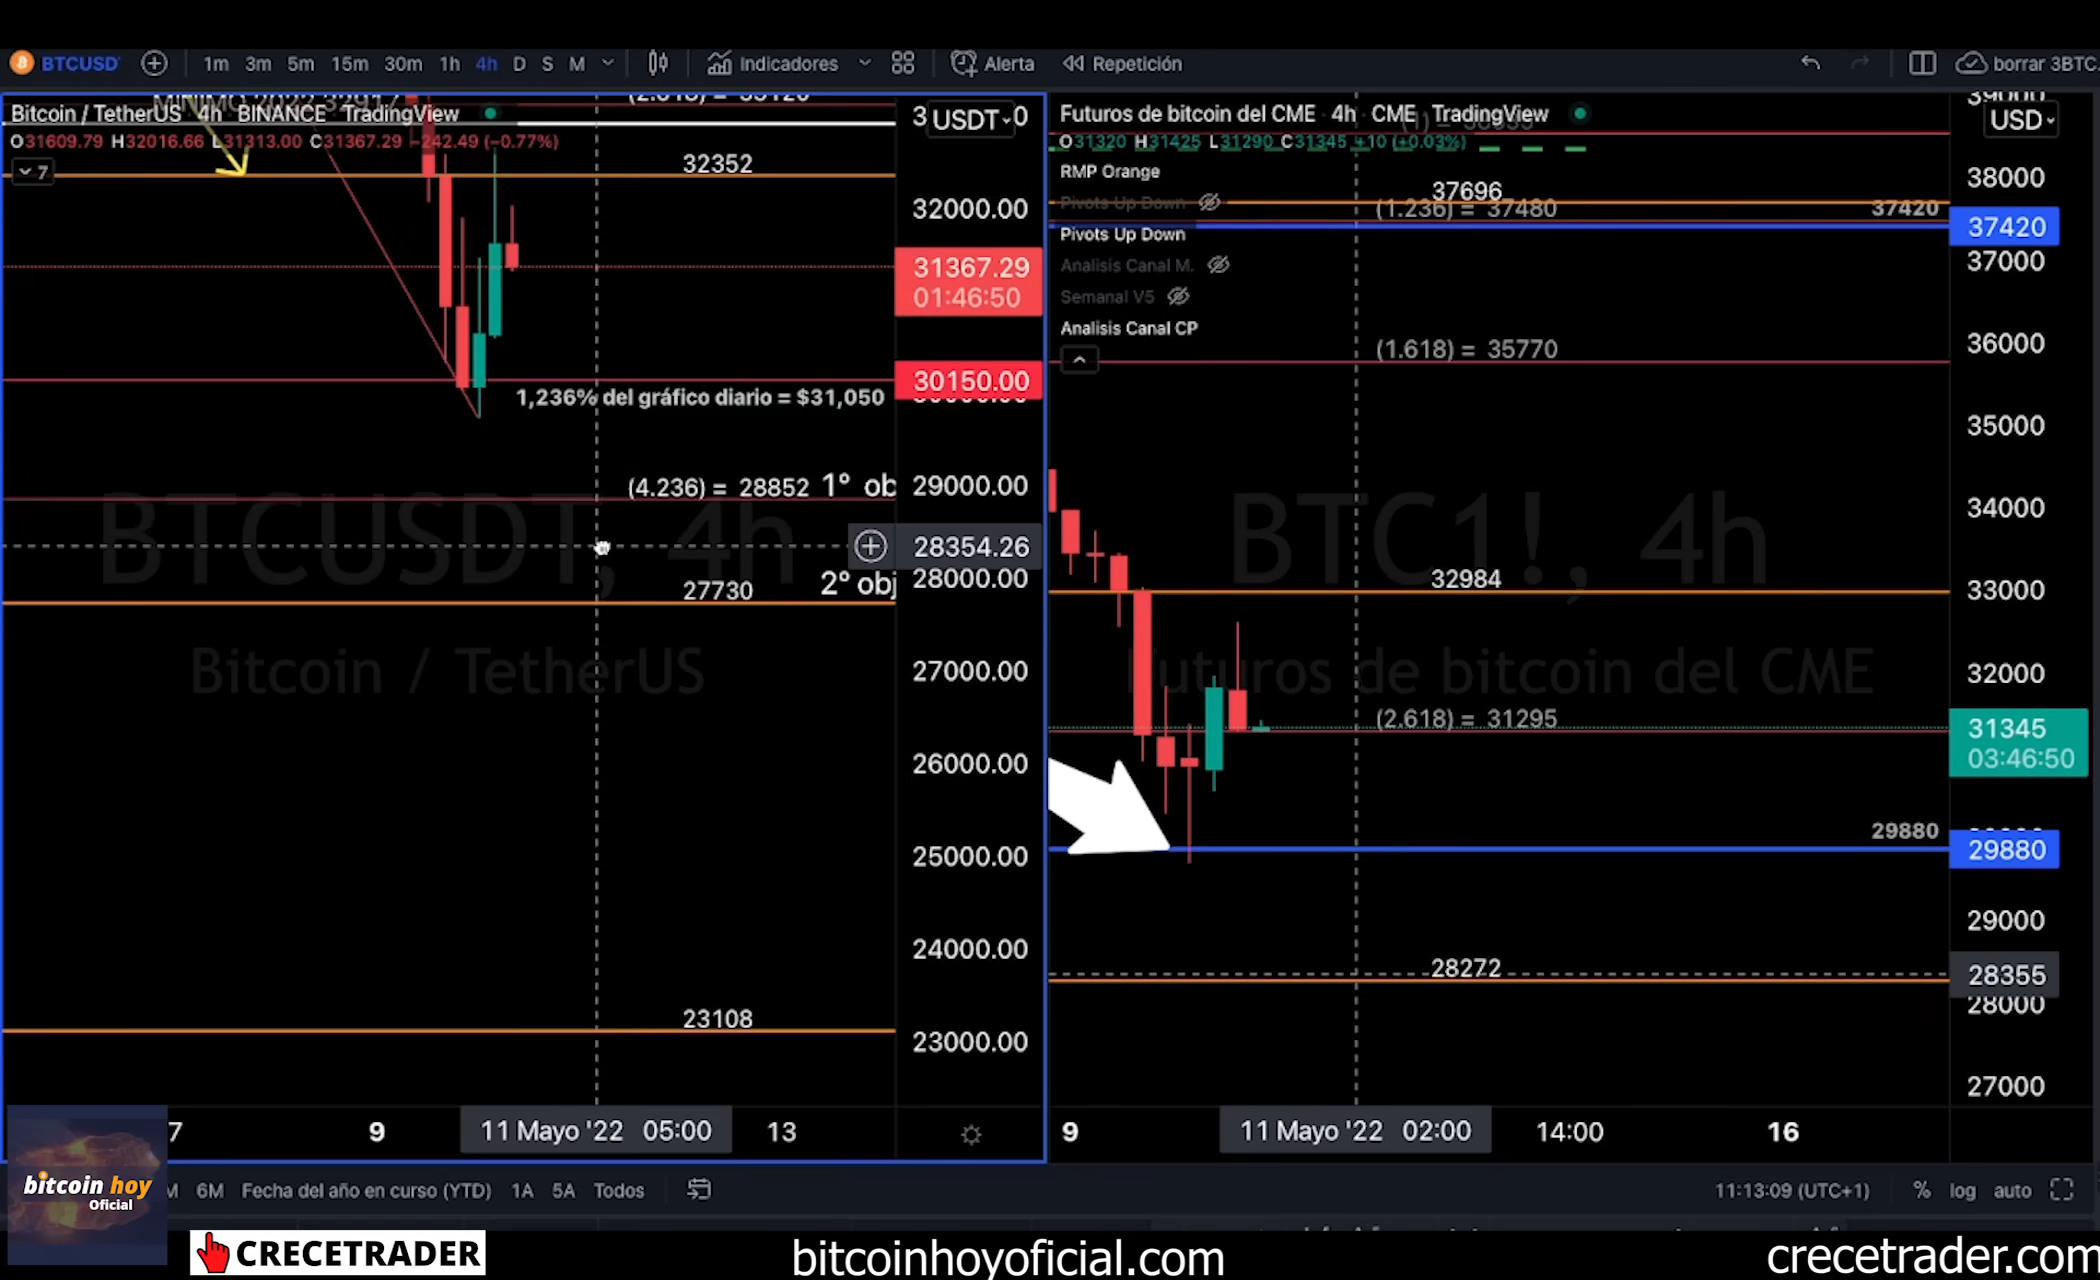 BTCUSD
1m 3m 5m 15m 30m 1h 4h D S M
Indicadores
Alerta
Repetición
borrar 3BTC
MINIMO 2022 32917
Bitcoin / TetherUS 4h BINANCE TradingView
O31609.79 H32016.66 L31313.00 C31367.29 −242.49 (−0.77%)
7
USDT
32352
32000.00
31367.29
01:46:50
30150.00
1,236% del gráfico diario = $31,050
(4.236) = 28852 1° ob
29000.00
28354.26
28000.00
27730
2° obj
27000.00
26000.00
25000.00
24000.00
23108
23000.00
BTCUSDT, 4h
Bitcoin / TetherUS
7 9 11 Mayo '22 05:00 13
Futuros de bitcoin del CME 4h CME TradingView
O31320 H31425 L31290 C31345 +10 (+0.03%)
RMP Orange
Pivots Up Down
Pivots Up Down
Analisis Canal M.
Semanal V5
Analisis Canal CP
39000
USD
38000
37696
(1.236) = 37480
37420
37420
37000
(1.618) = 35770
36000
35000
34000
32984
33000
32000
(2.618) = 31295
31345
03:46:50
29880
29880
29000
28272
28355
28000
27000
BTC1!, 4h
Futuros de bitcoin del CME
9 11 Mayo '22 02:00 14:00 16
M 6M Fecha del año en curso (YTD) 1A 5A Todos
11:13:09 (UTC+1) % log auto
bitcoin hoy
Oficial
CRECETRADER
bitcoinhoyoficial.com
crecetrader.com